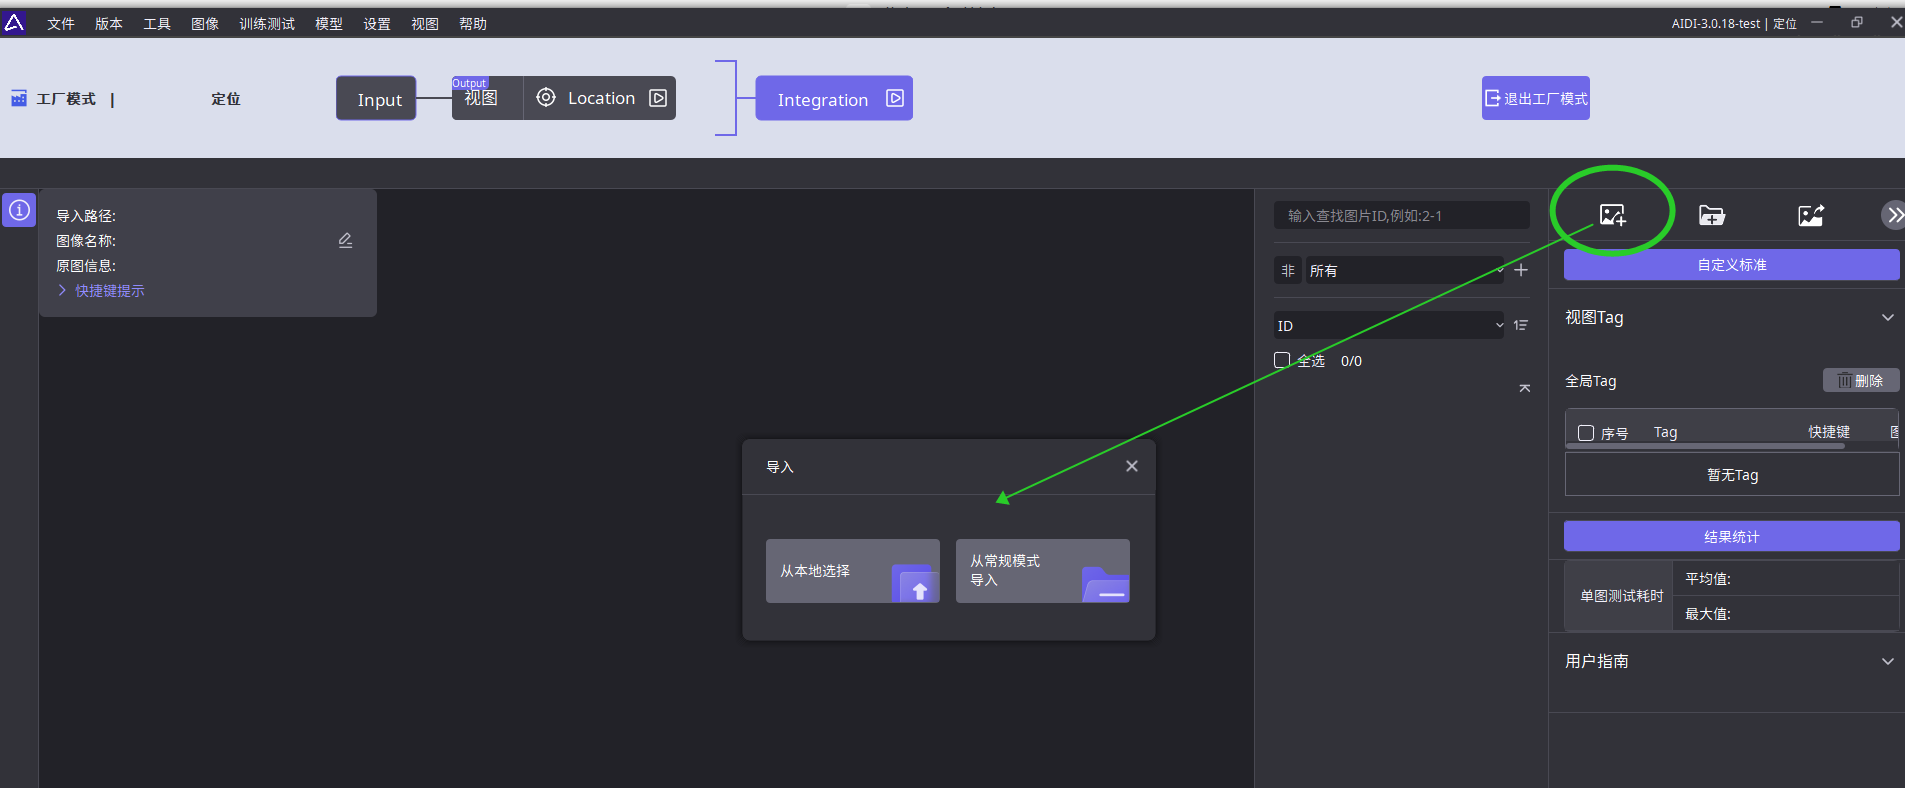 文件 版本 工具 图像 训练测试 模型 设置 视图 帮助
AIDI-3.0.18-test | 定位
工厂模式 |
定位
Input
Output
视图
Location
Integration
退出工厂模式
导入路径:
图像名称:
原图信息:
快捷键提示
输入查找图片ID,例如:2-1
非 所有
ID
全选 0/0
自定义标准
视图Tag
全局Tag
删除
序号 Tag 快捷键
暂无Tag
结果统计
单图测试耗时
平均值:
最大值:
用户指南
导入
从本地选择
从常规模式
导入